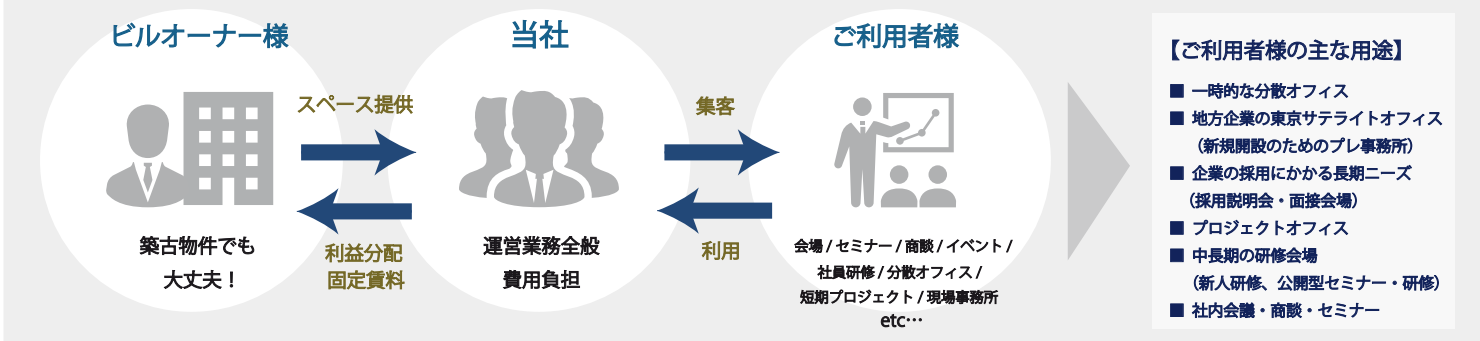 ビルオーナー様
築古物件でも
大丈夫！
スペース提供
利益分配
固定賃料
当社
運営業務全般
費用負担
集客
利用
ご利用者様
会場 / セミナー / 商談 / イベント /
社員研修 / 分散オフィス /
短期プロジェクト / 現場事務所
etc…
【ご利用者様の主な用途】
■ 一時的な分散オフィス
■ 地方企業の東京サテライトオフィス
（新規開設のためのプレ事務所）
■ 企業の採用にかかる長期ニーズ
（採用説明会・面接会場）
■ プロジェクトオフィス
■ 中長期の研修会場
（新人研修、公開型セミナー・研修）
■ 社内会議・商談・セミナー